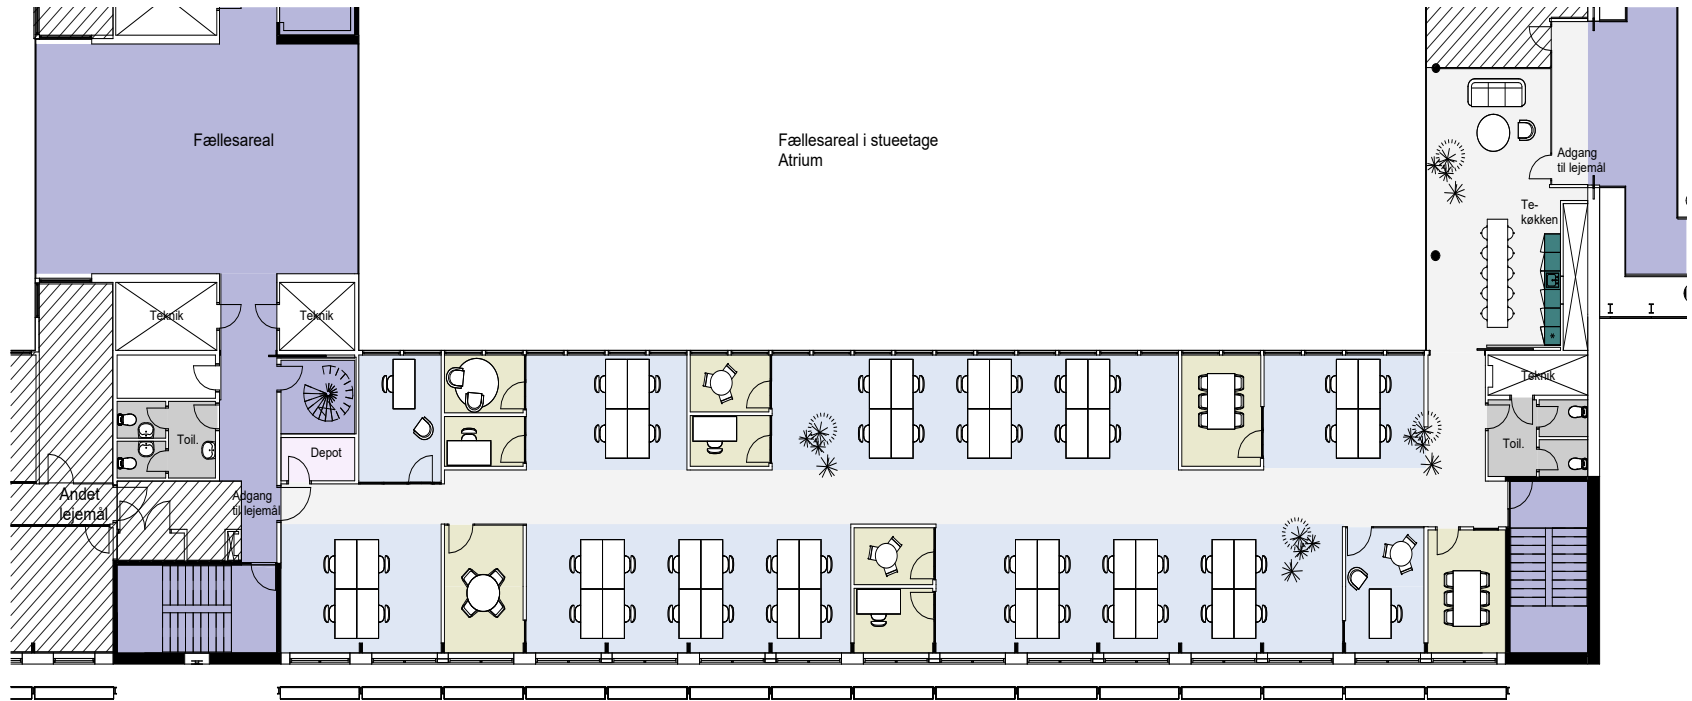 Fællesareal
Fællesareal i stueetage
Atrium
Adgang
til lejemål
Te-
køkken
Teknik
Teknik
Teknik
Toil.
Depot
Toil.
Andet
lejemål
Adgang
til lejemål